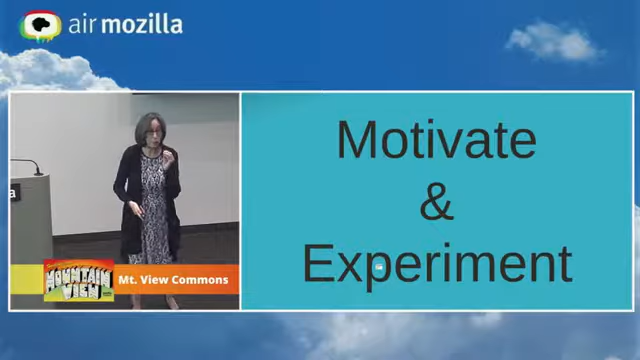 air mozilla
Motivate
&
Experiment
MOUNTAIN
VIEW
Mt. View Commons